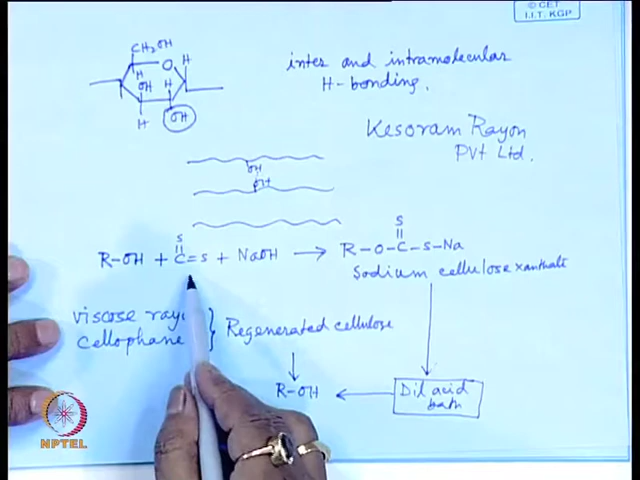 © CET
I.I.T. KGP
CH2OH
O
H
H
OH
H
H
OH
inter and intramolecular
H-bonding.
Kesoram Rayon
Pvt Ltd.
OH
OH
S
R-OH + C=S + NaOH → R-O-C-S-Na
S
Sodium cellulose xanthate
viscose
cellophane } Regenerated cellulose
R-OH
Dil acid
bath
NPTEL